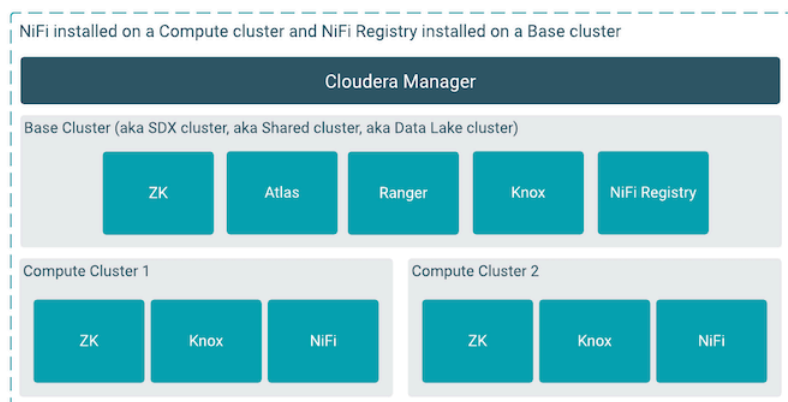 NiFi installed on a Compute cluster and NiFi Registry installed on a Base cluster
Cloudera Manager
Base Cluster (aka SDX cluster, aka Shared cluster, aka Data Lake cluster)
ZK
Atlas
Ranger
Knox
NiFi Registry
Compute Cluster 1
ZK
Knox
NiFi
Compute Cluster 2
ZK
Knox
NiFi